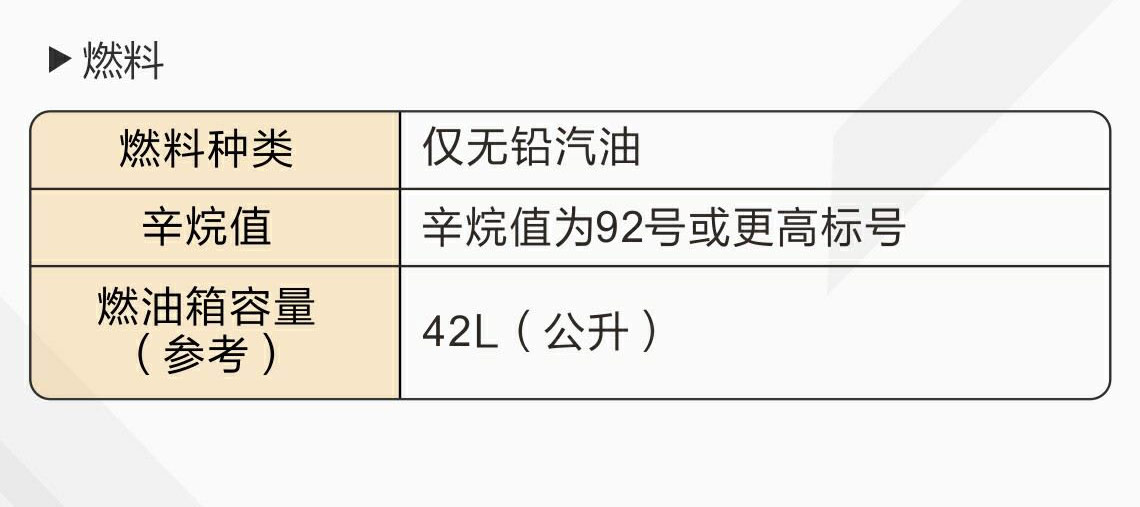 ▶燃料
燃料种类
仅无铅汽油
辛烷值
辛烷值为92号或更高标号
燃油箱容量
（参考）
42L（公升）